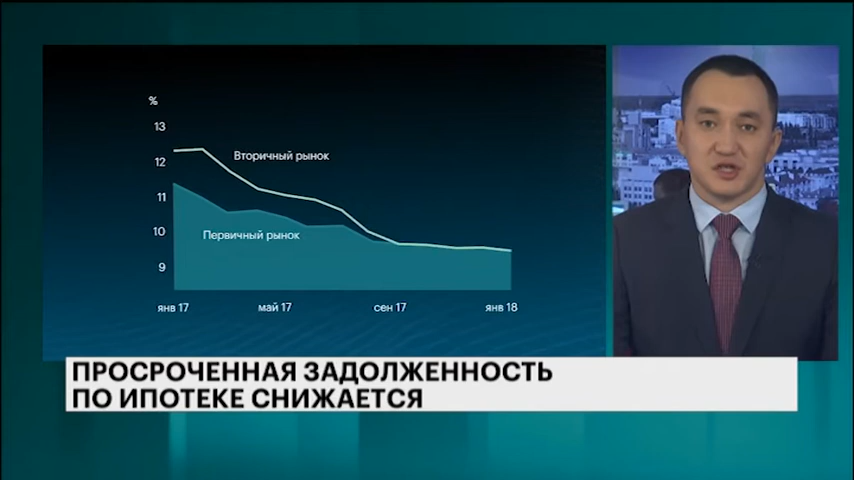 %
13
12
11
10
9
Вторичный рынок
Первичный рынок
янв 17
май 17
сен 17
янв 18
ПРОСРОЧЕННАЯ ЗАДОЛЖЕННОСТЬ
ПО ИПОТЕКЕ СНИЖАЕТСЯ